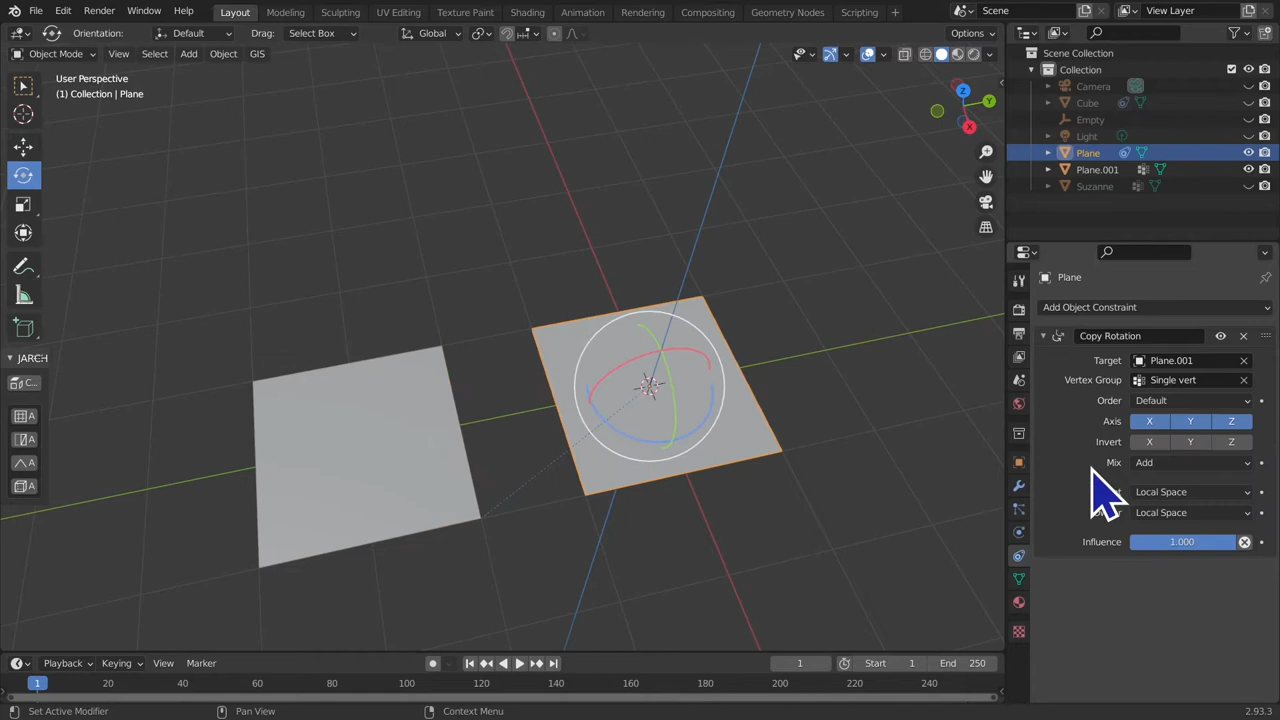 File Edit Render Window Help Layout Modeling Sculpting UV Editing Texture Paint Shading Animation Rendering Compositing Geometry Nodes Scripting + Scene View Layer
Orientation: Default Drag: Select Box Global Options
Object Mode View Select Add Object GIS
User Perspective
(1) Collection | Plane
Z
Y
X
JARCH
C...
A
A
A
A
Scene Collection
Collection
Camera
Cube
Empty
Light
Plane
Plane.001
Suzanne
Plane
Add Object Constraint
Copy Rotation
Target Plane.001
Vertex Group Single vert
Order Default
Axis X Y Z
Invert X Y Z
Mix Add
Local Space
Local Space
Influence 1.000
Playback Keying View Marker 1 Start 1 End 250
1 20 40 60 80 100 120 140 160 180 200 220 240
Set Active Modifier Pan View Context Menu 2.93.3